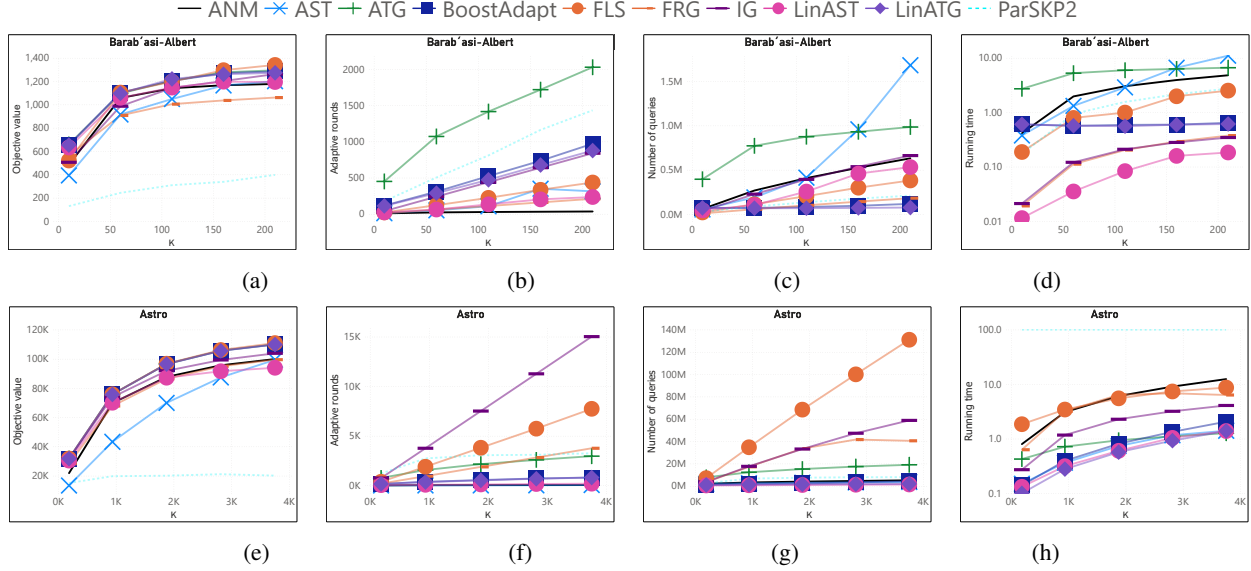 ANM AST ATG BoostAdapt FLS FRG IG LinAST LinATG ParSKP2
Barab´asi-Albert
Objective value
1,400
1,200
1,000
800
600
400
200
0
0 50 100 150 200
K
(a)
Barab´asi-Albert
Adaptive rounds
2000
1500
1000
500
0
0 50 100 150 200
K
(b)
Barab´asi-Albert
Number of queries
1.5M
1.0M
0.5M
0.0M
0 50 100 150 200
K
(c)
Barab´asi-Albert
Running time
10.00
1.00
0.10
0.01
0 50 100 150 200
K
(d)
Astro
Objective value
120K
100K
80K
60K
40K
20K
0K 1K 2K 3K 4K
K
(e)
Astro
Adaptive rounds
15K
10K
5K
0K
0K 1K 2K 3K 4K
K
(f)
Astro
Number of queries
140M
120M
100M
80M
60M
40M
20M
0M
0K 1K 2K 3K 4K
K
(g)
Astro
Running time
100.0
10.0
1.0
0.1
0K 1K 2K 3K 4K
K
(h)